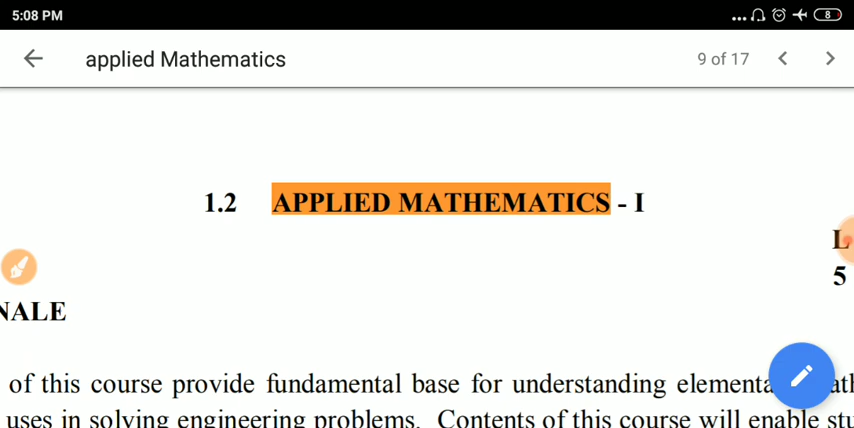 5:08 PM
8
applied Mathematics
9 of 17
1.2 APPLIED MATHEMATICS - I
L
5
NALE
of this course provide fundamental base for understanding elementa
uses in solving engineering problems. Contents of this course will enable stu